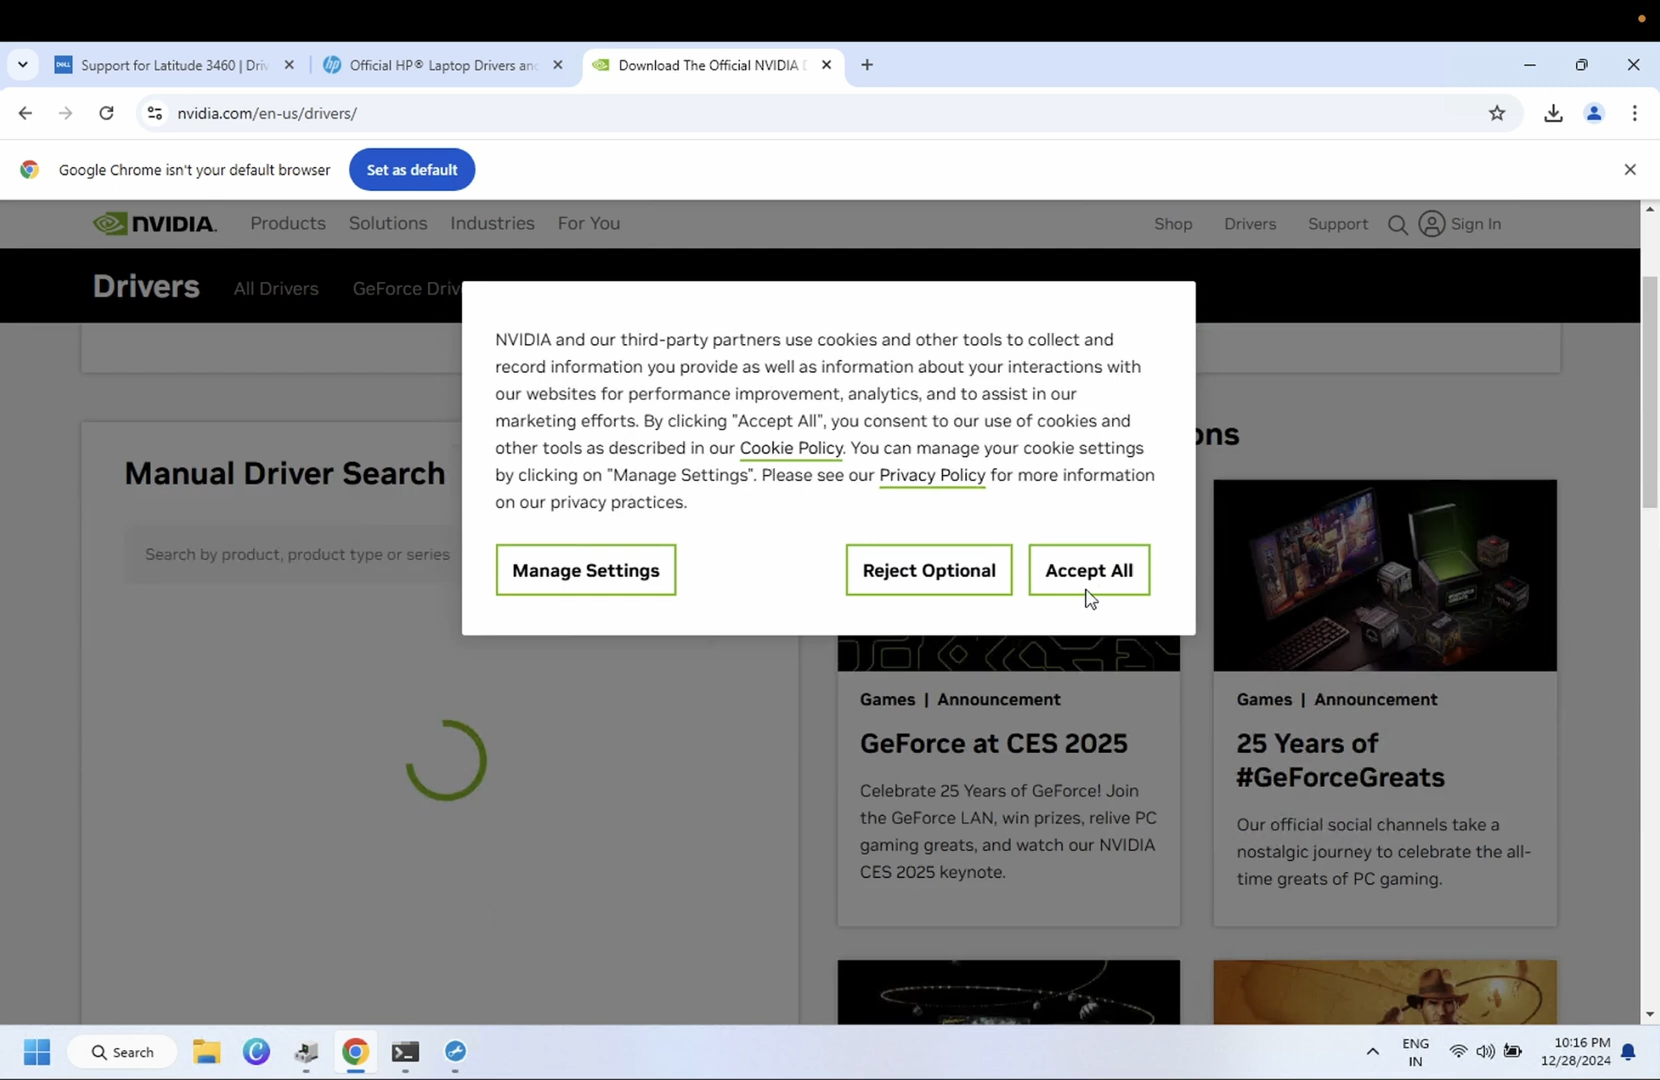 Support for Latitude 3460 | Driv
Official HP® Laptop Drivers an
Download The Official NVIDIA D
nvidia.com/en-us/drivers/
Google Chrome isn't your default browser
Set as default
NVIDIA.
Products
Solutions
Industries
For You
Shop
Drivers
Support
Sign In
Drivers
All Drivers
GeForce Driv
NVIDIA and our third-party partners use cookies and other tools to collect and
record information you provide as well as information about your interactions with
our websites for performance improvement, analytics, and to assist in our
marketing efforts. By clicking "Accept All", you consent to our use of cookies and
other tools as described in our Cookie Policy. You can manage your cookie settings
by clicking on "Manage Settings". Please see our Privacy Policy for more information
on our privacy practices.
Manage Settings
Reject Optional
Accept All
ons
Manual Driver Search
Search by product, product type or series
Games | Announcement
GeForce at CES 2025
Celebrate 25 Years of GeForce! Join
the GeForce LAN, win prizes, relive PC
gaming greats, and watch our NVIDIA
CES 2025 keynote.
Games | Announcement
25 Years of
#GeForceGreats
Our official social channels take a
nostalgic journey to celebrate the all-
time greats of PC gaming.
Search
ENG
IN
10:16 PM
12/28/2024